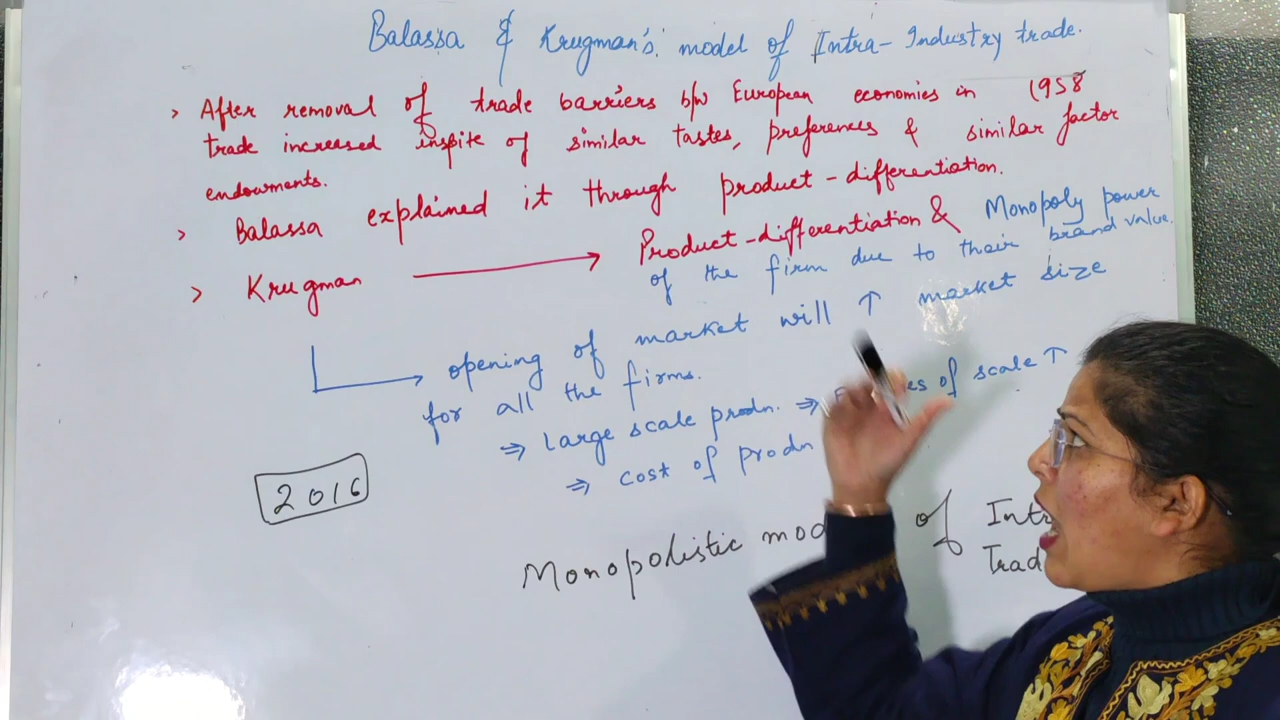 Balassa & Krugman's model of Intra-Industry trade.
> After removal of trade barriers b/w European economies in 1958
trade increased inspite of similar tastes, preferences & similar factor
endowments.
> Balassa explained it through product-differentiation.
> Krugman → Product-differentiation & Monopoly power
of the firm due to their brand value.
→ opening of market will ↑ market size
for all the firms.
⇒ large scale prodn. ⇒ of scale ↑
⇒ cost of prodn
2016
Monopolistic of